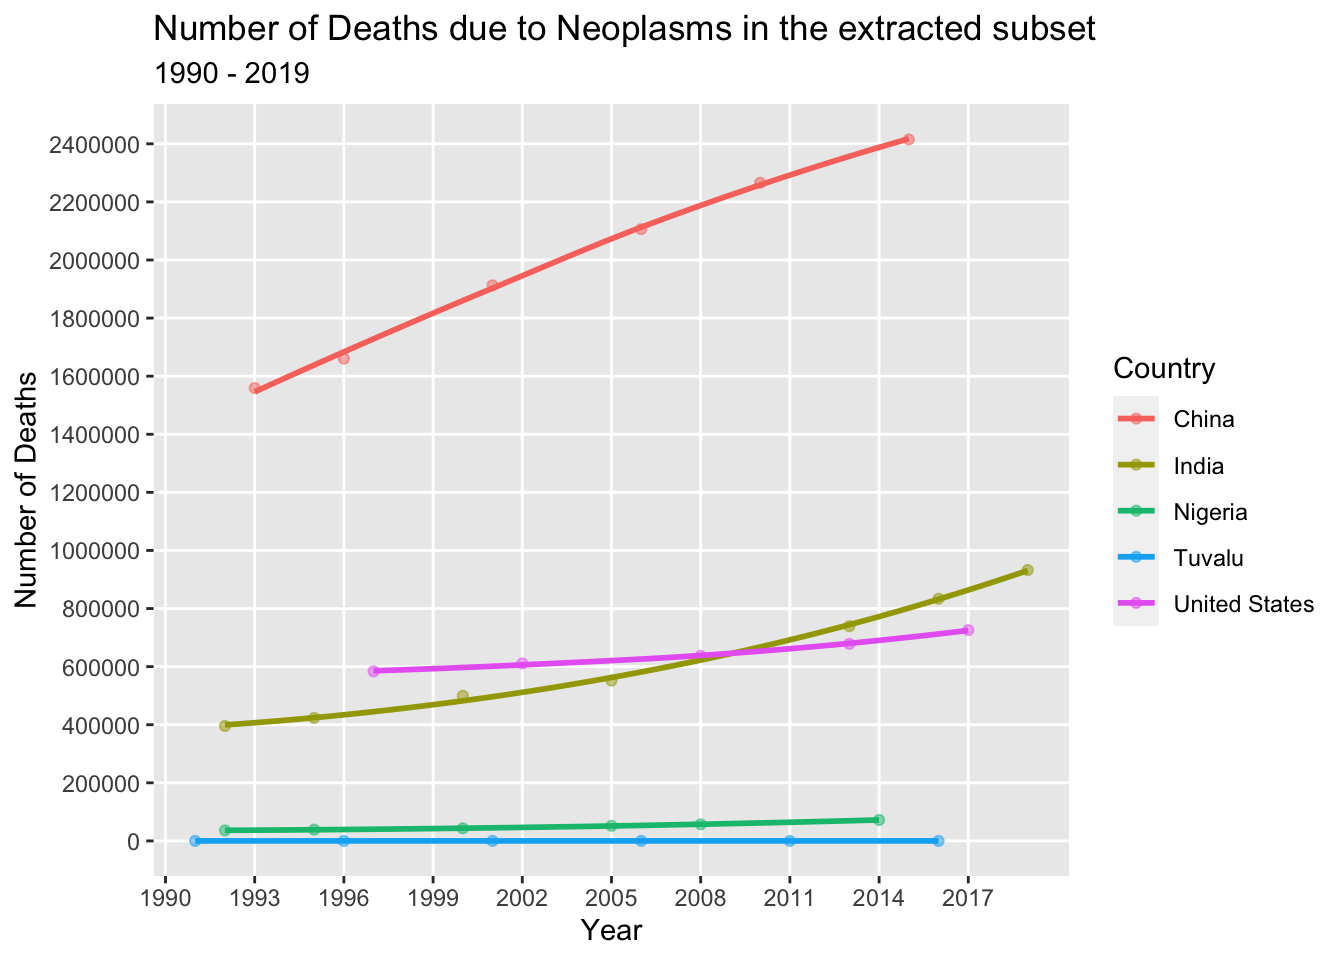 Number of Deaths due to Neoplasms in the extracted subset
1990 - 2019
Number of Deaths
2400000
2200000
2000000
1800000
1600000
1400000
1200000
1000000
800000
600000
400000
200000
0
1990 1993 1996 1999 2002 2005 2008 2011 2014 2017
Year
Country
China
India
Nigeria
Tuvalu
United States